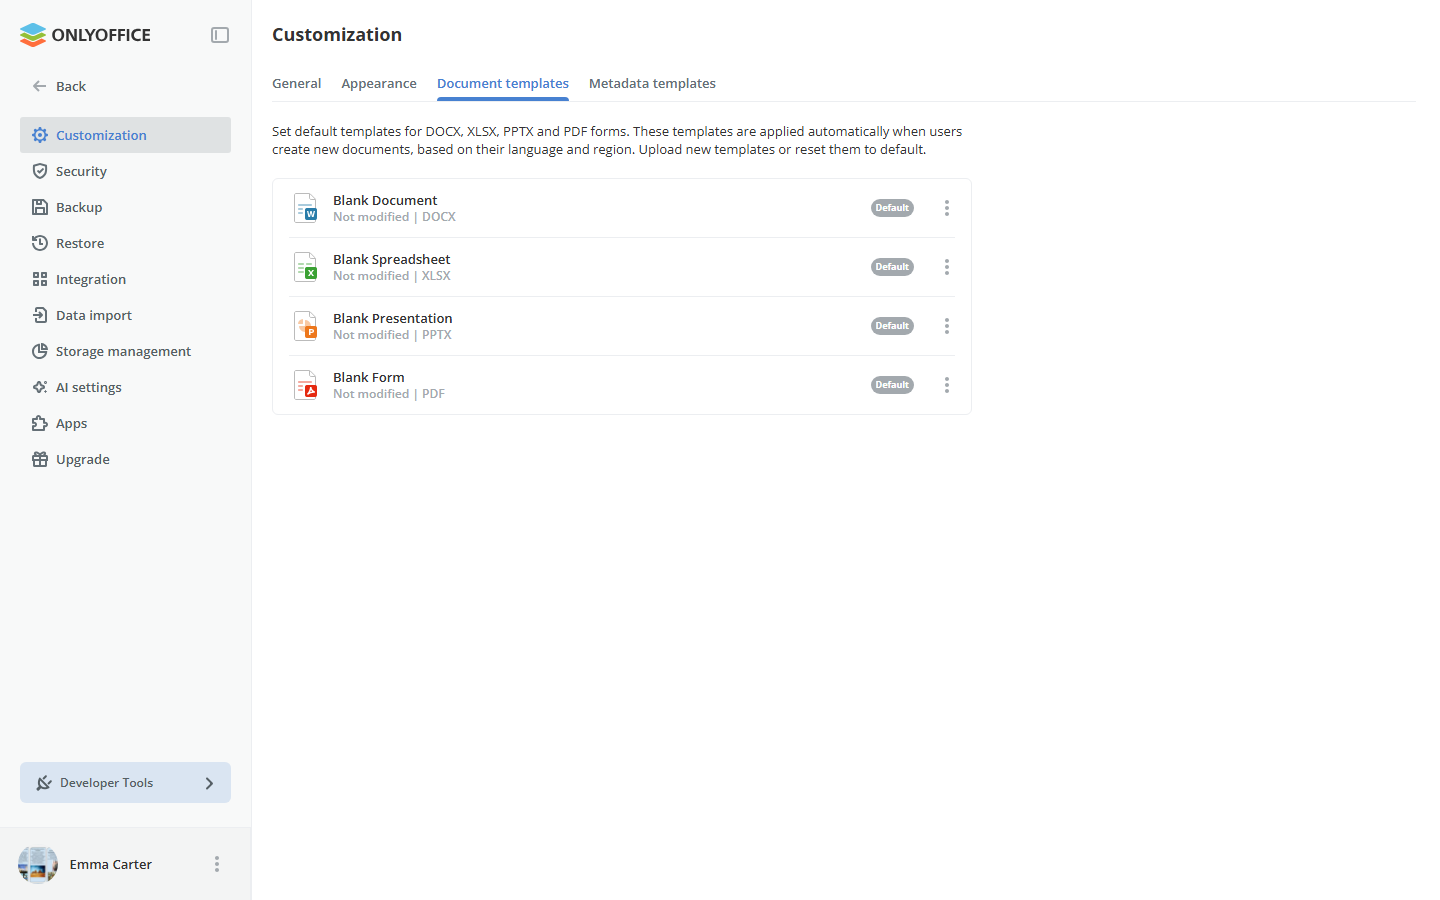 ONLYOFFICE
Back
Customization
Security
Backup
Restore
Integration
Data import
Storage management
AI settings
Apps
Upgrade
Developer Tools
Emma Carter
Customization
General Appearance Document templates Metadata templates
Set default templates for DOCX, XLSX, PPTX and PDF forms. These templates are applied automatically when users
create new documents, based on their language and region. Upload new templates or reset them to default.
Blank Document
Not modified | DOCX
Default
Blank Spreadsheet
Not modified | XLSX
Default
Blank Presentation
Not modified | PPTX
Default
Blank Form
Not modified | PDF
Default